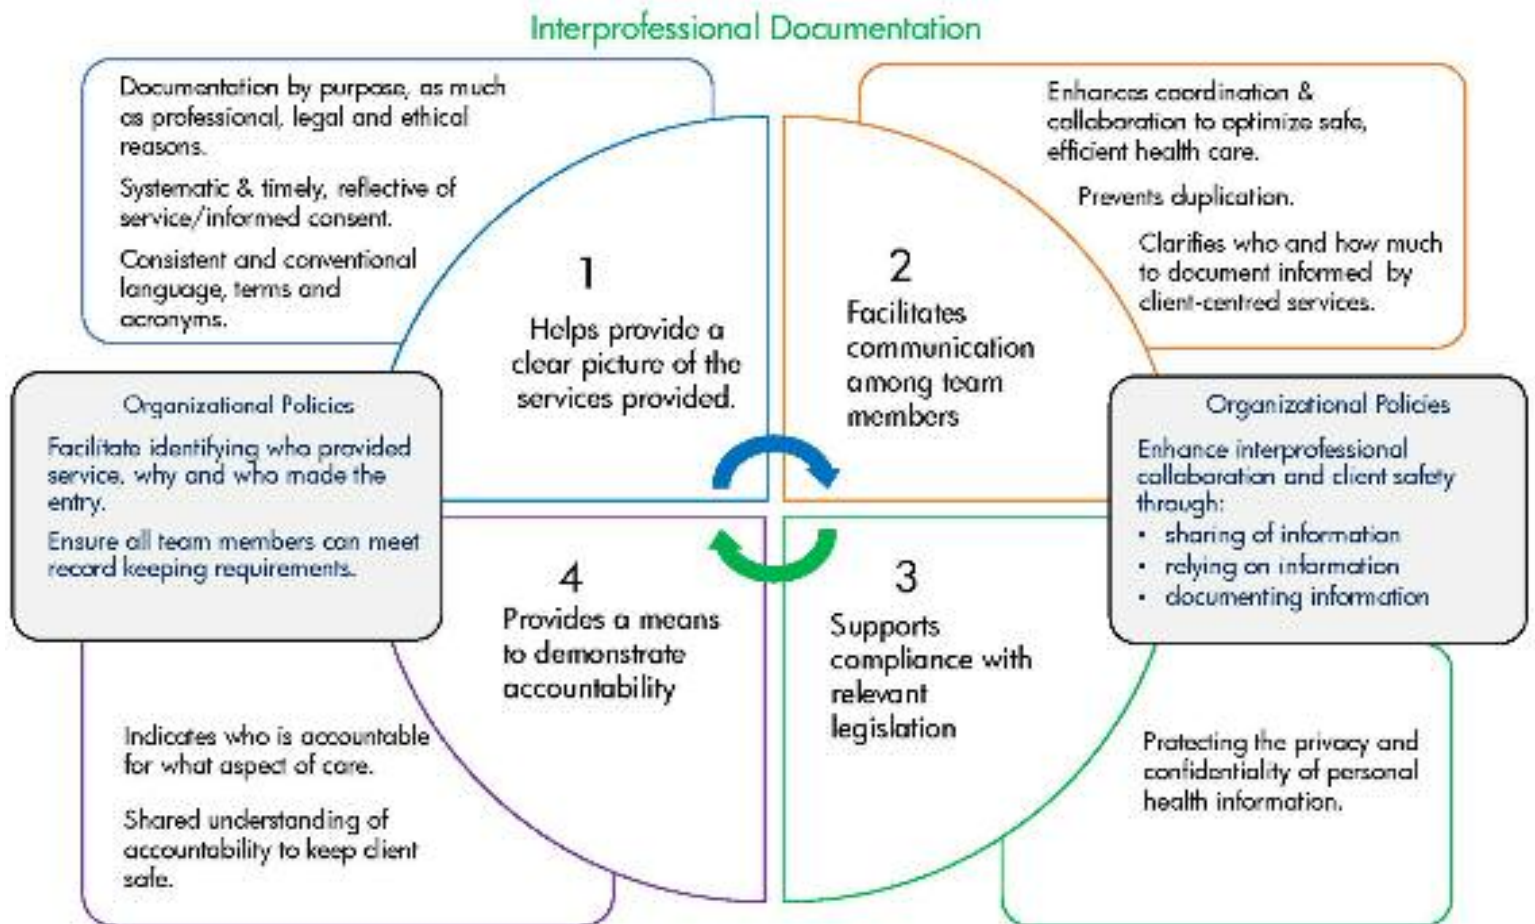 Interprofessional Documentation
Documentation by purpose, as much
as professional, legal and ethical
reasons.
Systematic & timely, reflective of
service/informed consent.
Consistent and conventional
language, terms and
acronyms.
Enhances coordination &
collaboration to optimize safe,
efficient health care.
Prevents duplication.
Clarifies who and how much
to document informed by
client-centred services.
1
Helps provide a
clear picture of the
services provided.
2
Facilitates
communication
among team
members
Organizational Policies
Facilitate identifying who provided
service, why and who made the
entry.
Ensure all team members can meet
record keeping requirements.
Organizational Policies
Enhance interprofessional
collaboration and client safety
through:
• sharing of information
• relying on information
• documenting information
4
Provides a means
to demonstrate
accountability
3
Supports
compliance with
relevant
legislation
Indicates who is accountable
for what aspect of care.
Shared understanding of
accountability to keep client
safe.
Protecting the privacy and
confidentiality of personal
health information.